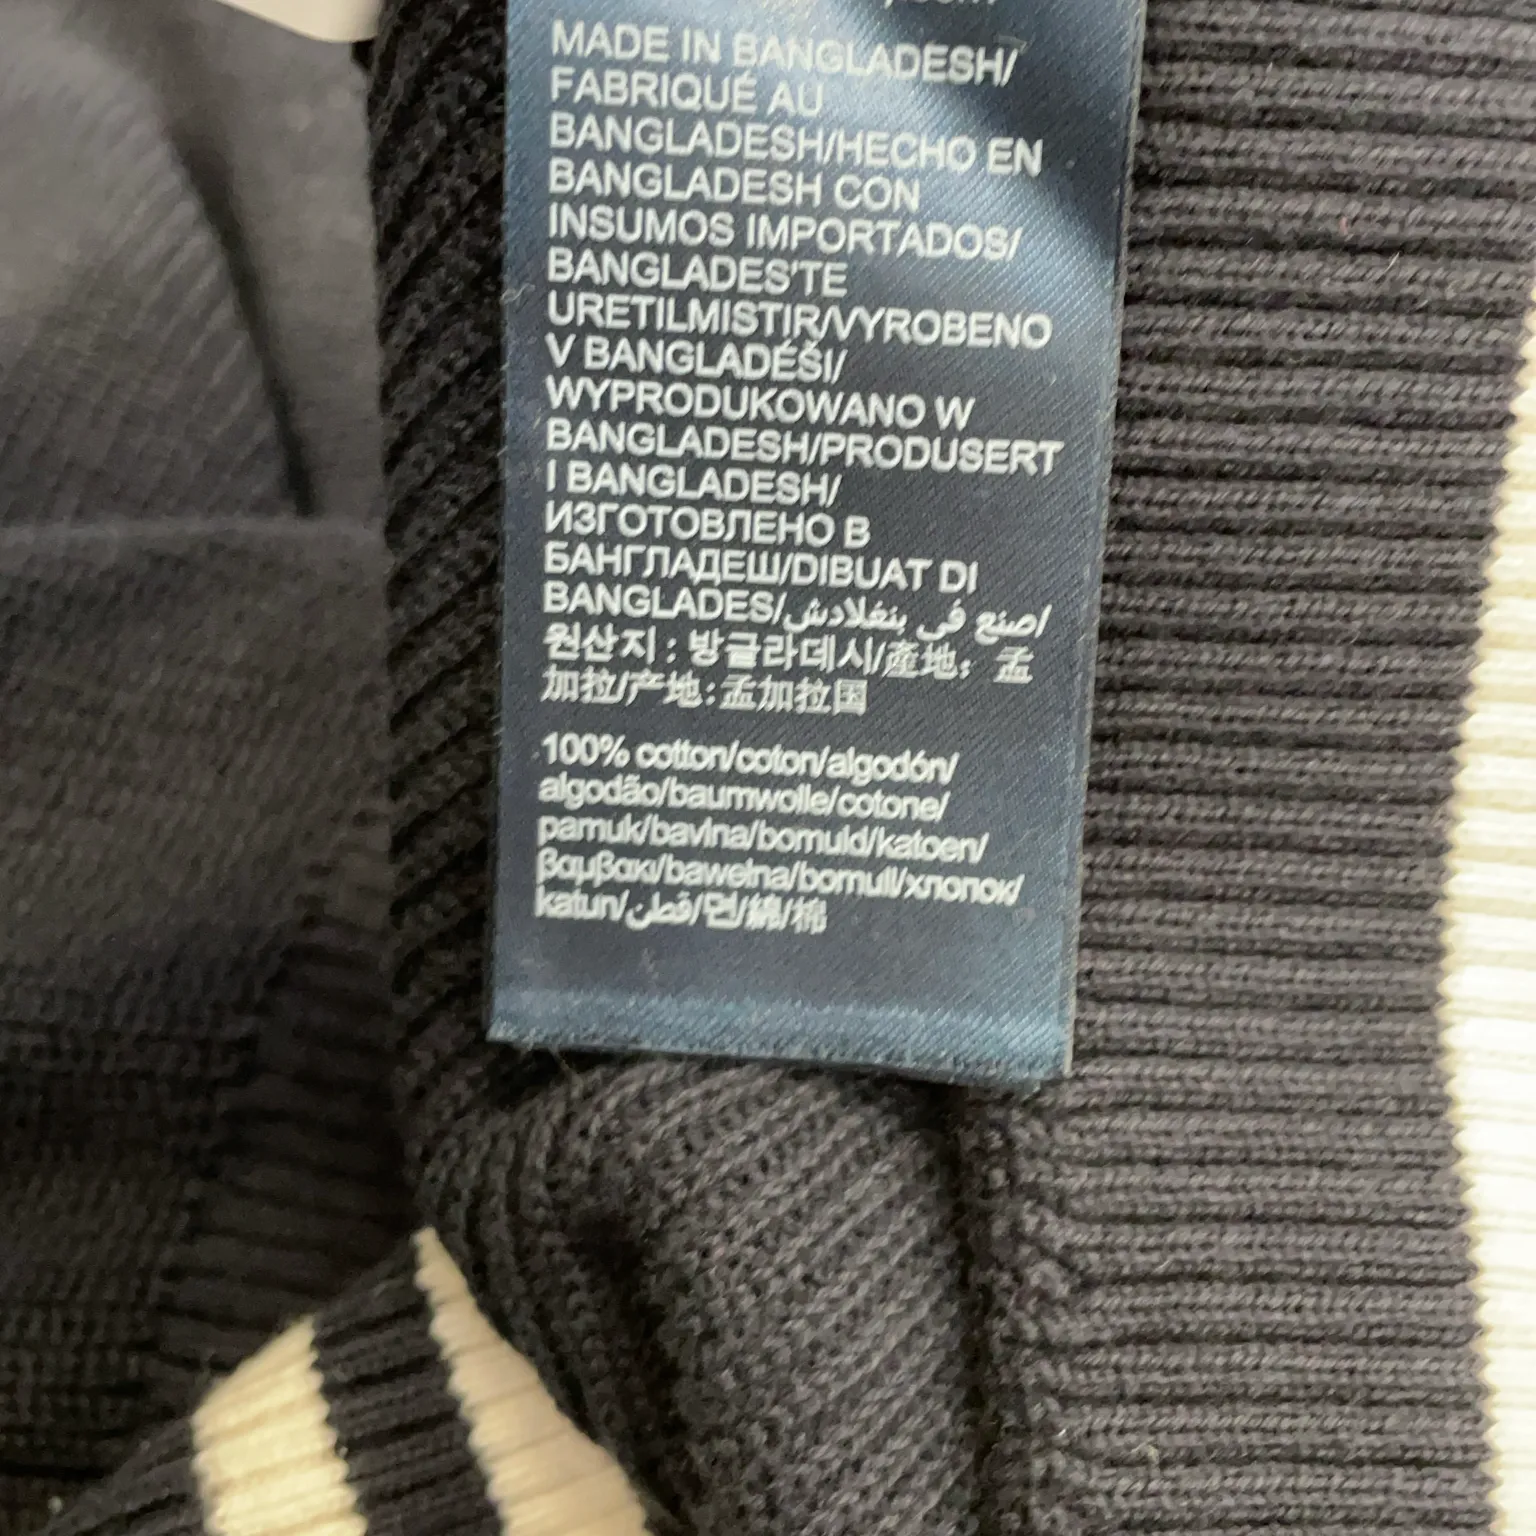 MADE IN BANGLADESH/
FABRIQUÉ AU
BANGLADESH/HECHO EN
BANGLADESH CON
INSUMOS IMPORTADOS/
BANGLADES'TE
URETILMISTIR/VYROBENO
V BANGLADÉŠI/
WYPRODUKOWANO W
BANGLADESH/PRODUSERT
I BANGLADESH/
ИЗГОТОВЛЕНО В
БАНГЛАДЕШ/DIBUAT DI
BANGLADES/صنع في بنغلادش/
원산지 : 방글라데시/產地：孟
加拉/产地:孟加拉国
100% cotton/coton/algodón/
algodão/baumwolle/cotone/
pamuk/bavlna/bomuld/katoen/
βαμβακι/bawełna/bomull/хлопок/
katun/قطن/면/綿/棉